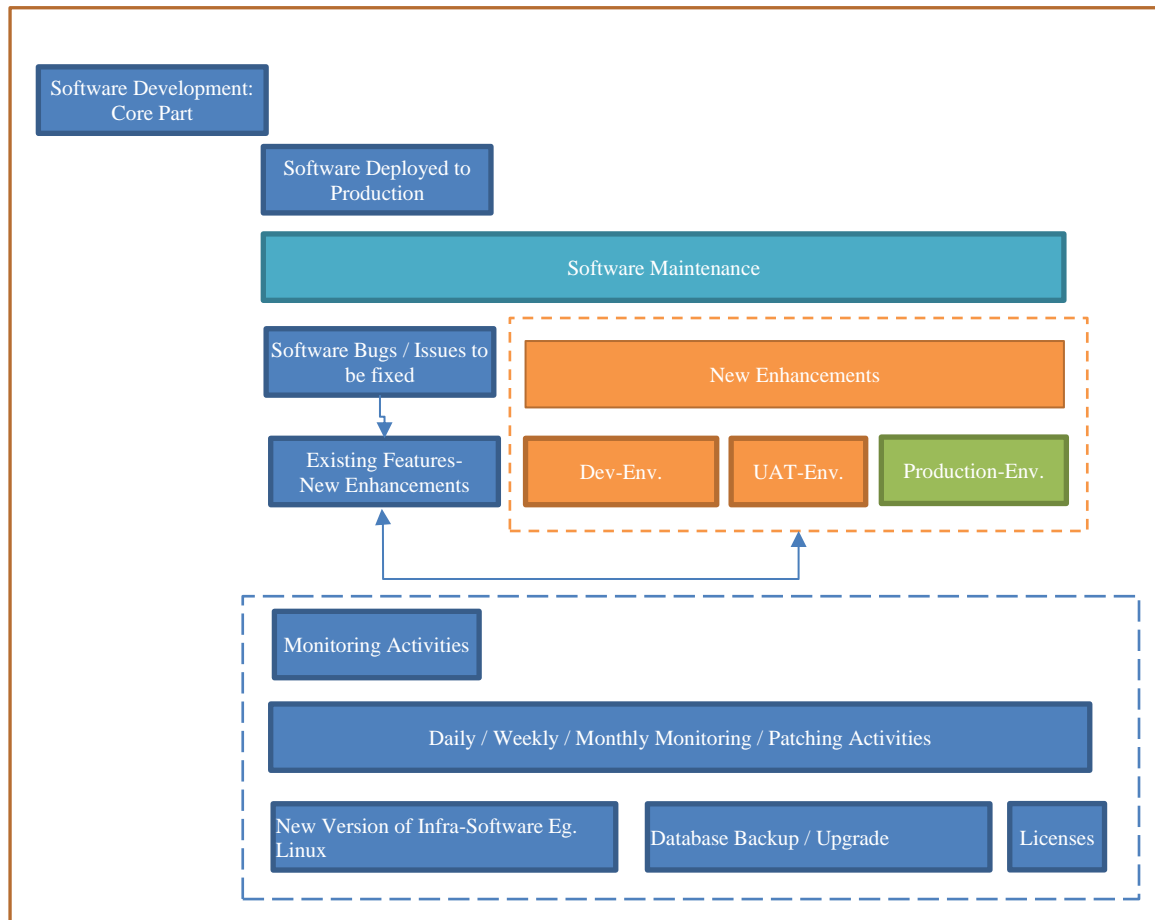 Software Development:
Core Part
Software Deployed to
Production
Software Maintenance
Software Bugs / Issues to
be fixed
New Enhancements
Existing Features-
New Enhancements
Dev-Env.
UAT-Env.
Production-Env.
Monitoring Activities
Daily / Weekly / Monthly Monitoring / Patching Activities
New Version of Infra-Software Eg.
Linux
Database Backup / Upgrade
Licenses